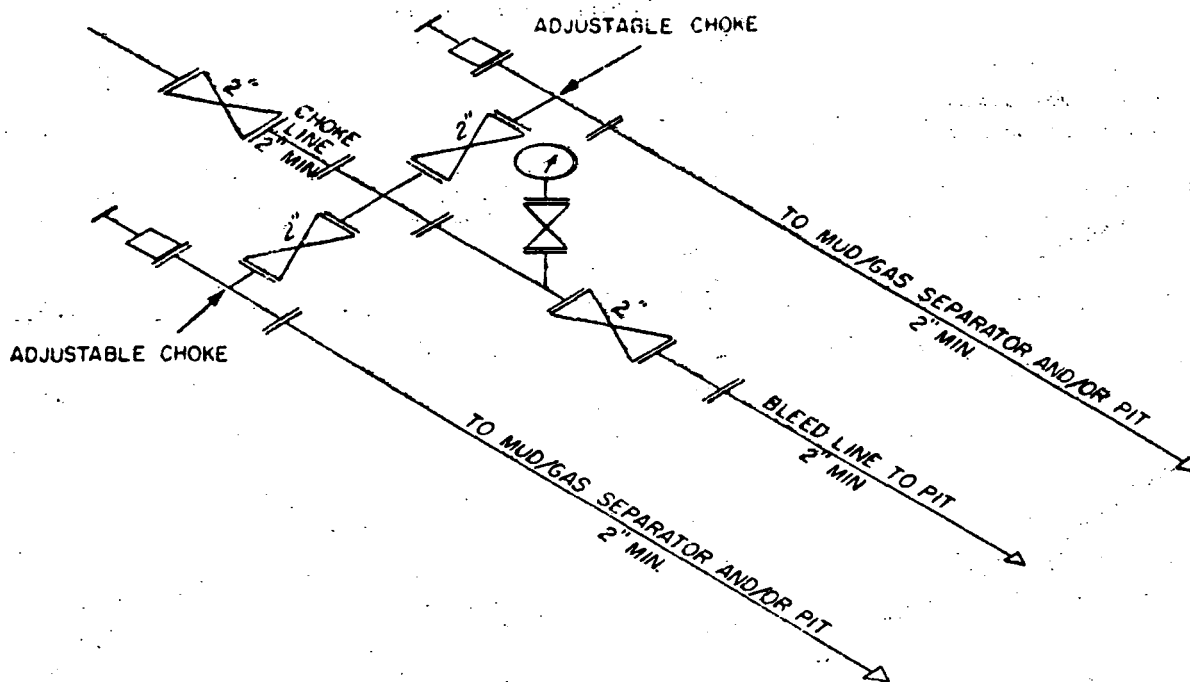 ADJUSTABLE CHOKE
2"
CHOKE
LINE
2" MIN.
2"
2"
2"
ADJUSTABLE CHOKE
TO MUD/GAS SEPARATOR AND/OR PIT
2" MIN.
BLEED LINE TO PIT
2" MIN
TO MUD/GAS SEPARATOR AND/OR PIT
2" MIN.